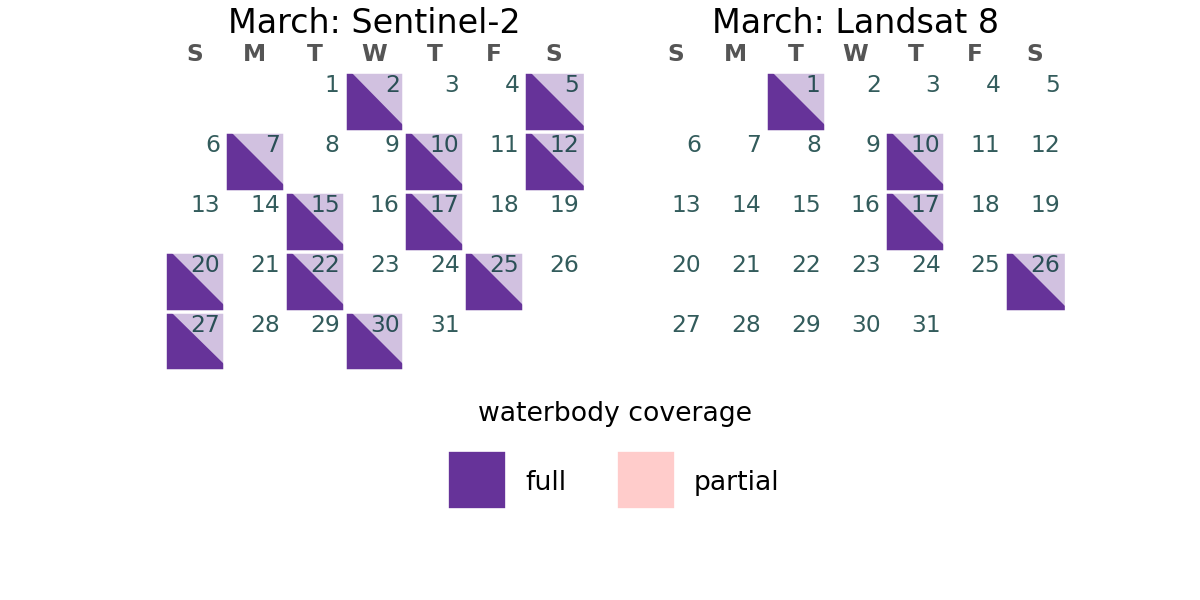 March: Sentinel-2
S M T W T F S
1 2 3 4 5
6 7 8 9 10 11 12
13 14 15 16 17 18 19
20 21 22 23 24 25 26
27 28 29 30 31
March: Landsat 8
S M T W T F S
1 2 3 4 5
6 7 8 9 10 11 12
13 14 15 16 17 18 19
20 21 22 23 24 25 26
27 28 29 30 31
waterbody coverage
full partial